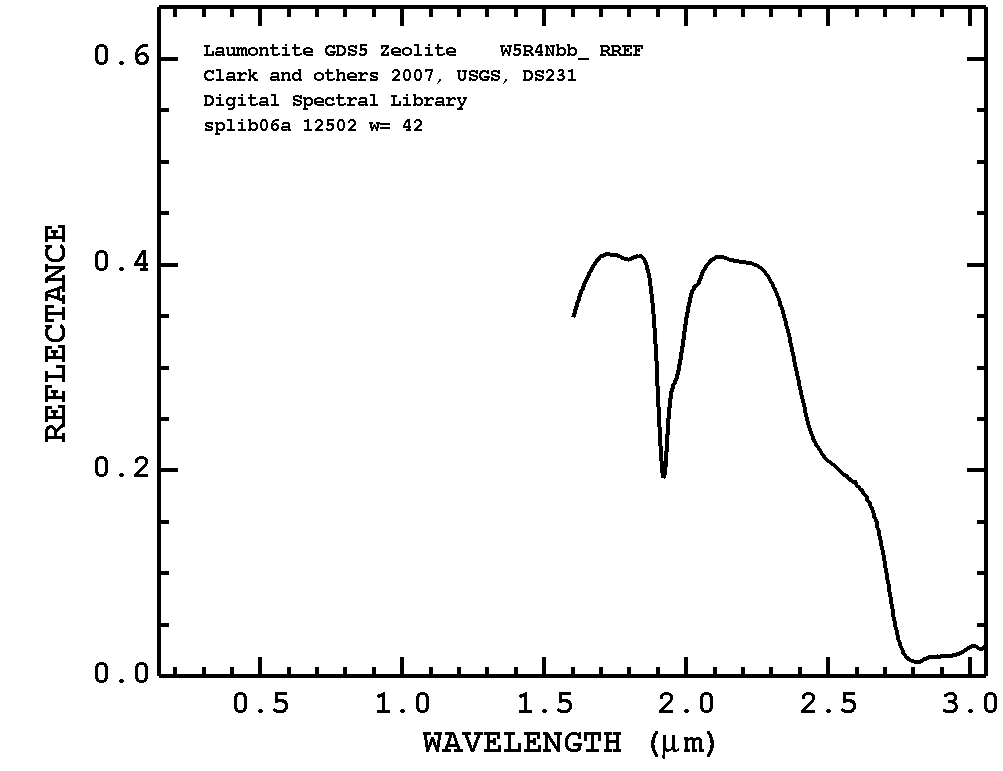 Laumontite GDS5 Zeolite    W5R4Nbb_ RREF
Clark and others 2007, USGS, DS231
Digital Spectral Library
splib06a 12502 w= 42
0.6
0.4
0.2
0.0
REFLECTANCE
0.5 1.0 1.5 2.0 2.5 3.0
WAVELENGTH (μm)